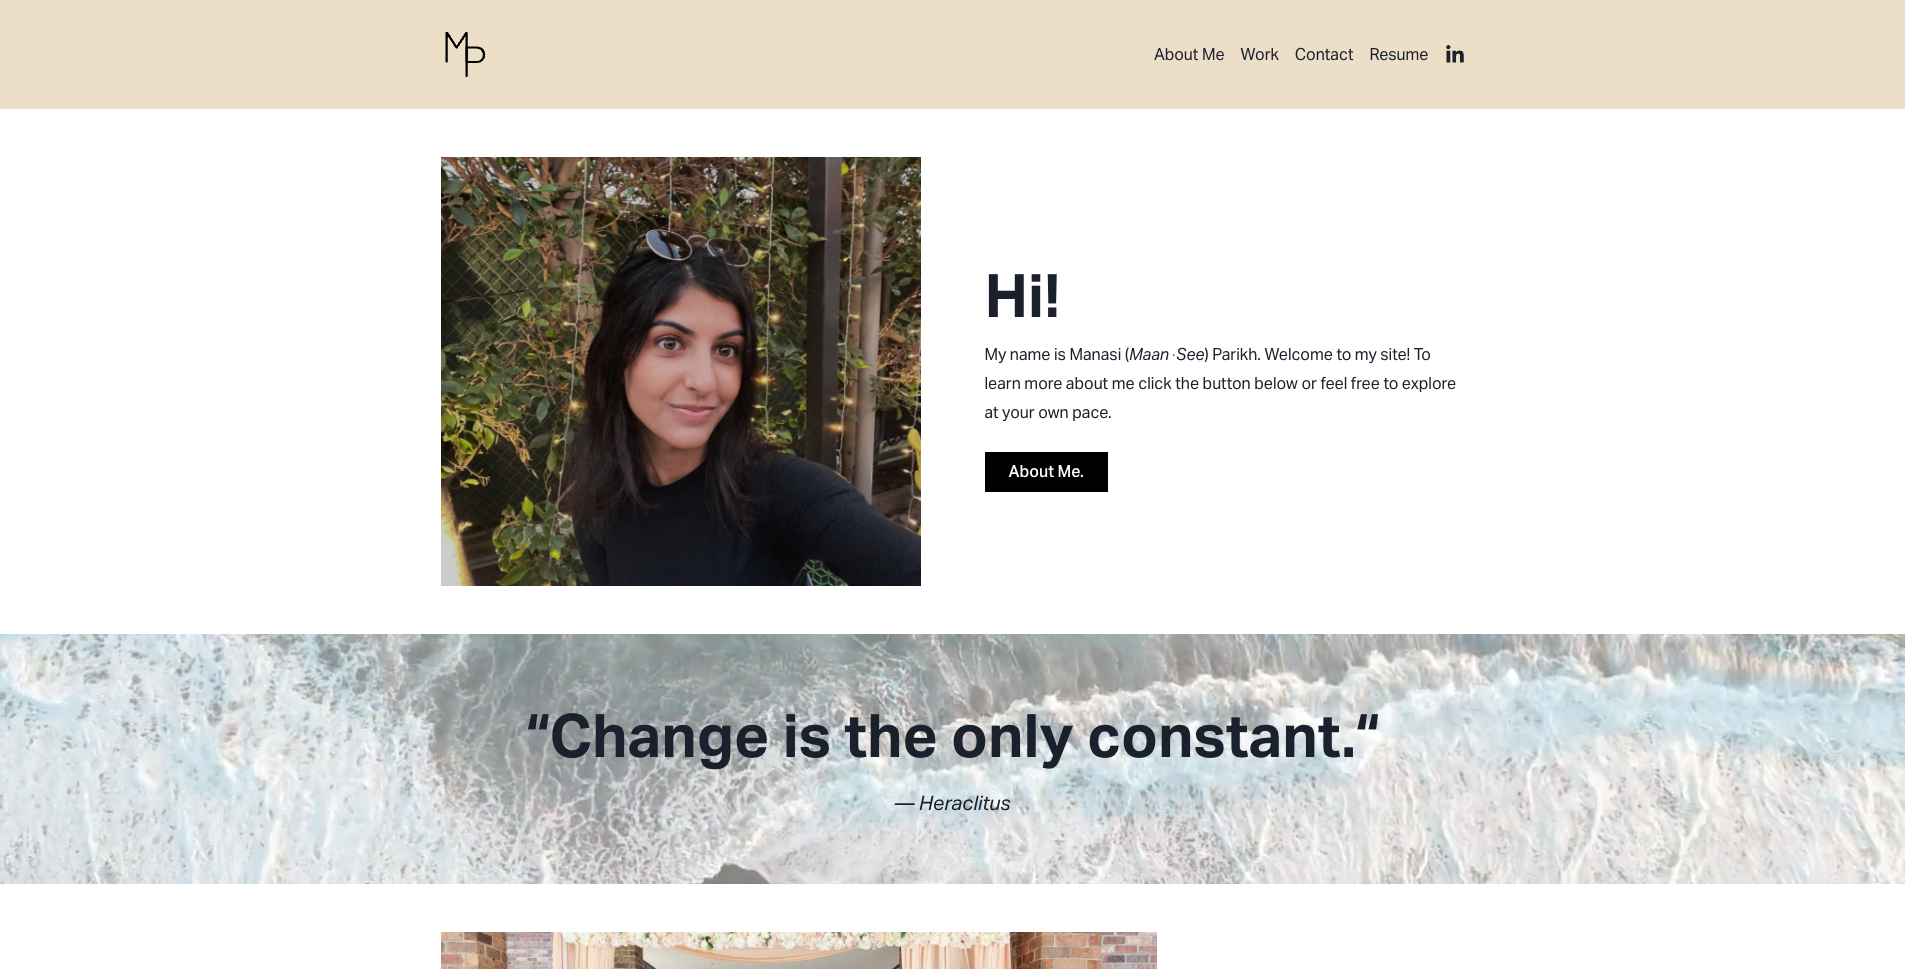 MP
About Me Work Contact Resume in
Hi!
My name is Manasi (Maan · See) Parikh. Welcome to my site! To
learn more about me click the button below or feel free to explore
at your own pace.
About Me.
“Change is the only constant.“
— Heraclitus